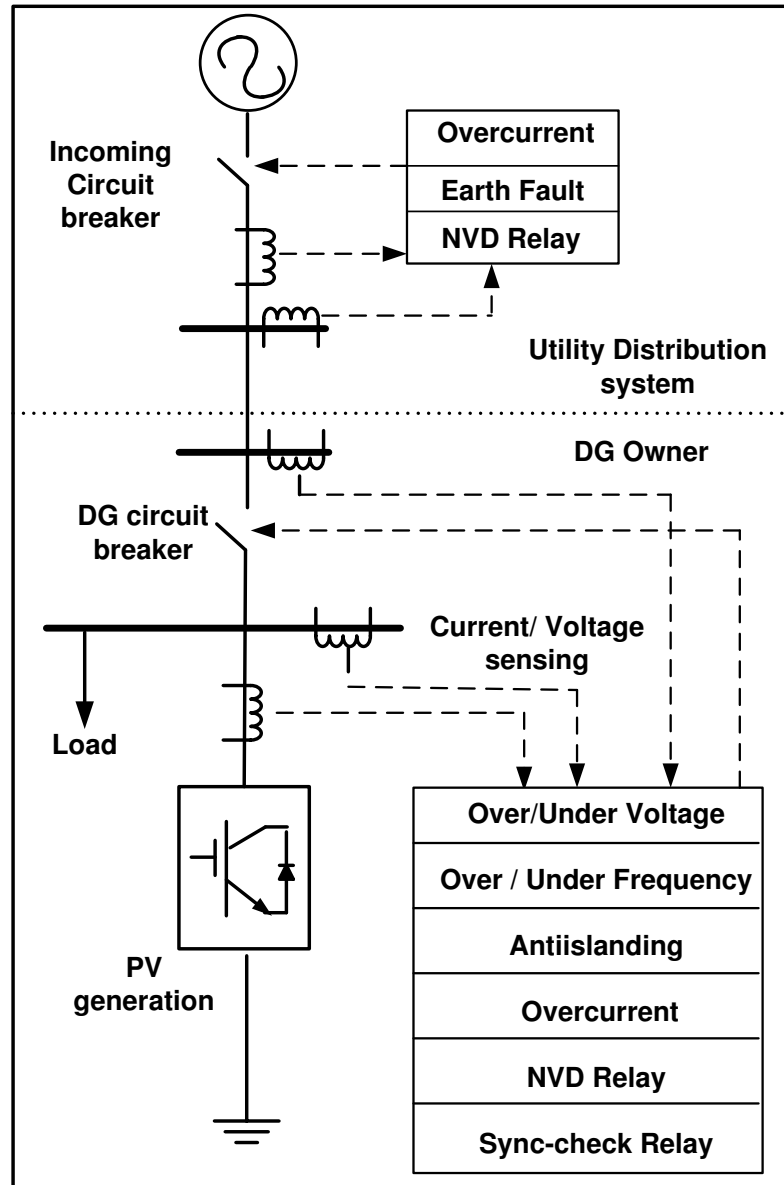 Overcurrent
Earth Fault
NVD Relay
Incoming
Circuit
breaker
Utility Distribution
system
DG Owner
DG circuit
breaker
Current/ Voltage
sensing
Load
Over/Under Voltage
Over / Under Frequency
Antiislanding
Overcurrent
NVD Relay
Sync-check Relay
PV
generation